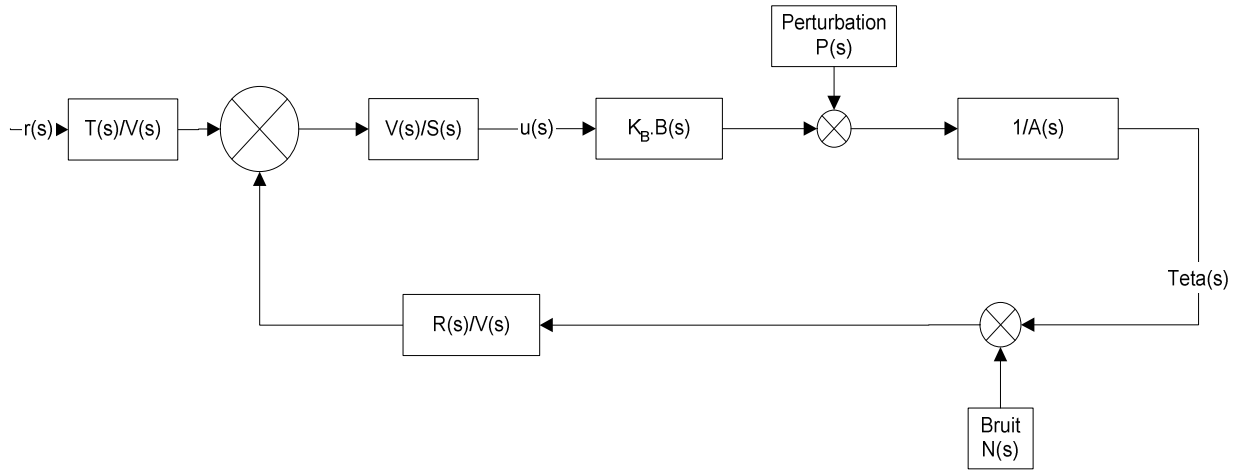 Perturbation
P(s)
r(s)
T(s)/V(s)
V(s)/S(s)
u(s)
K_B.B(s)
1/A(s)
Teta(s)
R(s)/V(s)
Bruit
N(s)